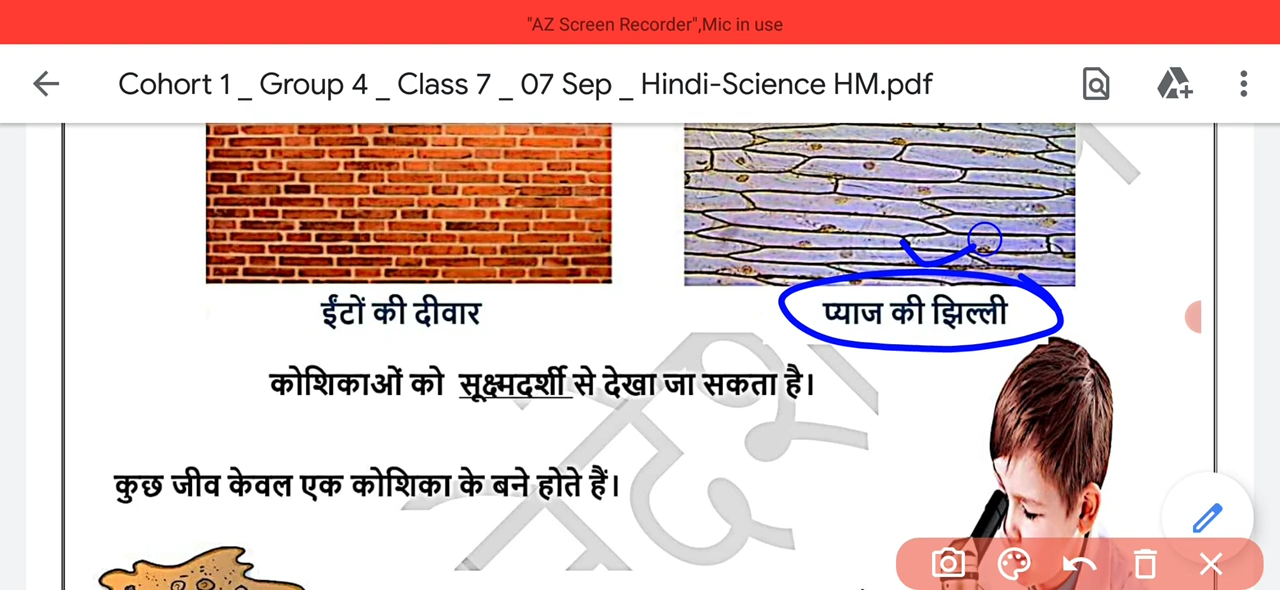 "AZ Screen Recorder",Mic in use
Cohort 1 _ Group 4 _ Class 7 _ 07 Sep _ Hindi-Science HM.pdf
ईंटों की दीवार
प्याज की झिल्ली
कोशिकाओं को सूक्ष्मदर्शी से देखा जा सकता है।
कुछ जीव केवल एक कोशिका के बने होते हैं।